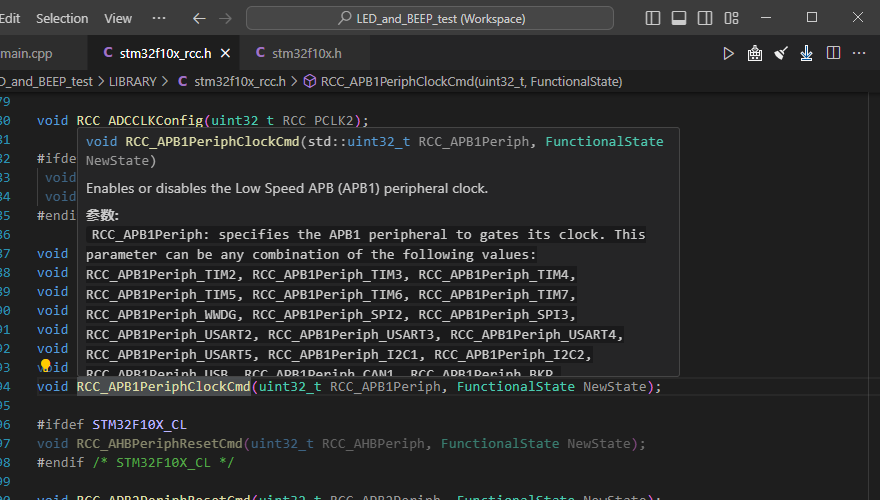 Edit Selection View ··· LED_and_BEEP_test (Workspace)
main.cpp C stm32f10x_rcc.h C stm32f10x.h
D_and_BEEP_test > LIBRARY > C stm32f10x_rcc.h > RCC_APB1PeriphClockCmd(uint32_t, FunctionalState)
79
80 void RCC_ADCCLKConfig(uint32_t RCC_PCLK2);
81
void RCC_APB1PeriphClockCmd(std::uint32_t RCC_APB1Periph, FunctionalState
NewState)
Enables or disables the Low Speed APB (APB1) peripheral clock.
参数:
RCC_APB1Periph: specifies the APB1 peripheral to gates its clock. This
parameter can be any combination of the following values:
RCC_APB1Periph_TIM2, RCC_APB1Periph_TIM3, RCC_APB1Periph_TIM4,
RCC_APB1Periph_TIM5, RCC_APB1Periph_TIM6, RCC_APB1Periph_TIM7,
RCC_APB1Periph_WWDG, RCC_APB1Periph_SPI2, RCC_APB1Periph_SPI3,
RCC_APB1Periph_USART2, RCC_APB1Periph_USART3, RCC_APB1Periph_USART4,
RCC_APB1Periph_USART5, RCC_APB1Periph_I2C1, RCC_APB1Periph_I2C2,
RCC_APB1Periph_USB, RCC_APB1Periph_CAN1, RCC_APB1Periph_BKP,
82 #ifde
83 void
84 void
85 #endi
86
87 void
88 void
89 void
90 void
91 void
92 void
93 void
94 void RCC_APB1PeriphClockCmd(uint32_t RCC_APB1Periph, FunctionalState NewState);
95
96 #ifdef STM32F10X_CL
97 void RCC_AHBPeriphResetCmd(uint32_t RCC_AHBPeriph, FunctionalState NewState);
98 #endif /* STM32F10X_CL */
99
void RCC_APB2PeriphResetCmd(uint32_t RCC_APB2Periph, FunctionalState NewState);